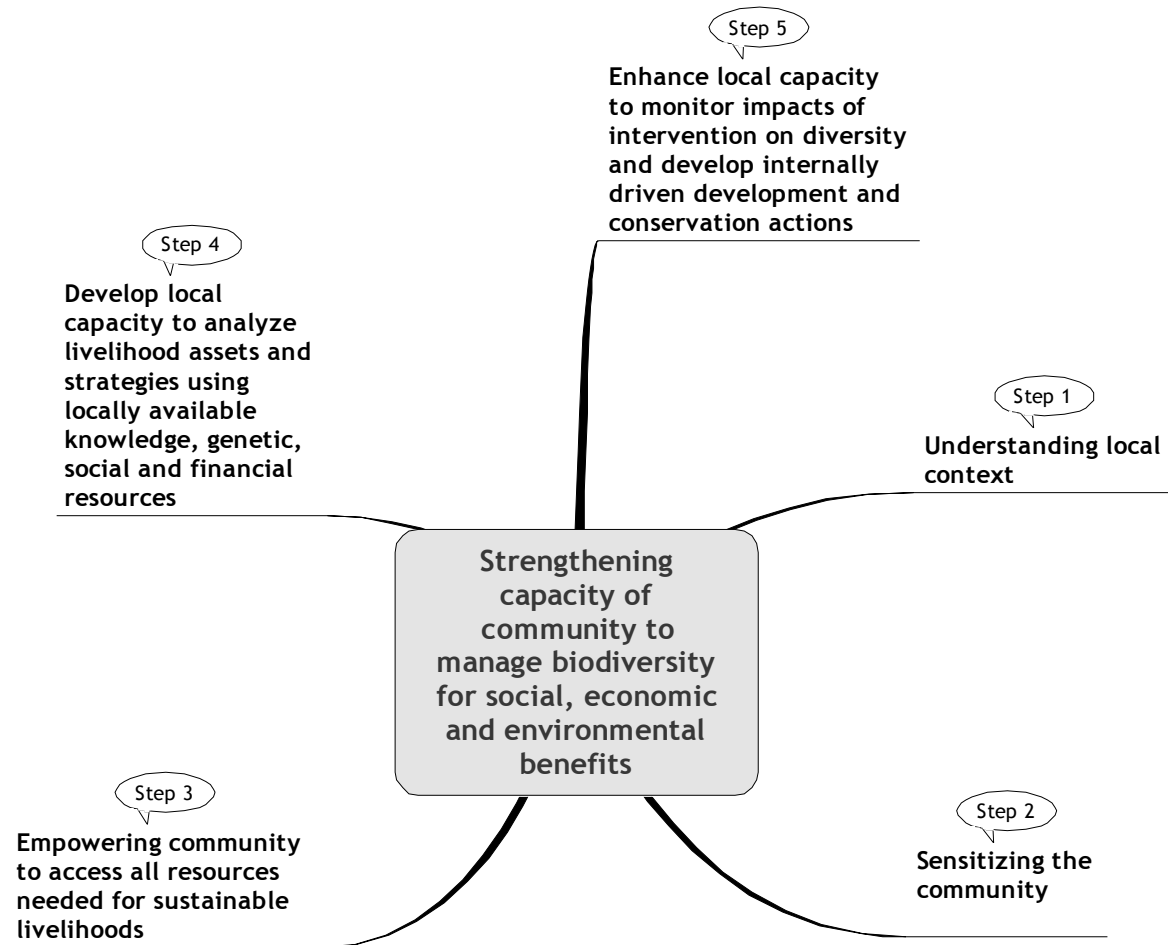 Step 5
Enhance local capacity
to monitor impacts of
intervention on diversity
and develop internally
driven development and
conservation actions
Step 4
Develop local
capacity to analyze
livelihood assets and
strategies using
locally available
knowledge, genetic,
social and financial
resources
Step 1
Understanding local
context
Strengthening
capacity of
community to
manage biodiversity
for social, economic
and environmental
benefits
Step 3
Empowering community
to access all resources
needed for sustainable
livelihoods
Step 2
Sensitizing the
community